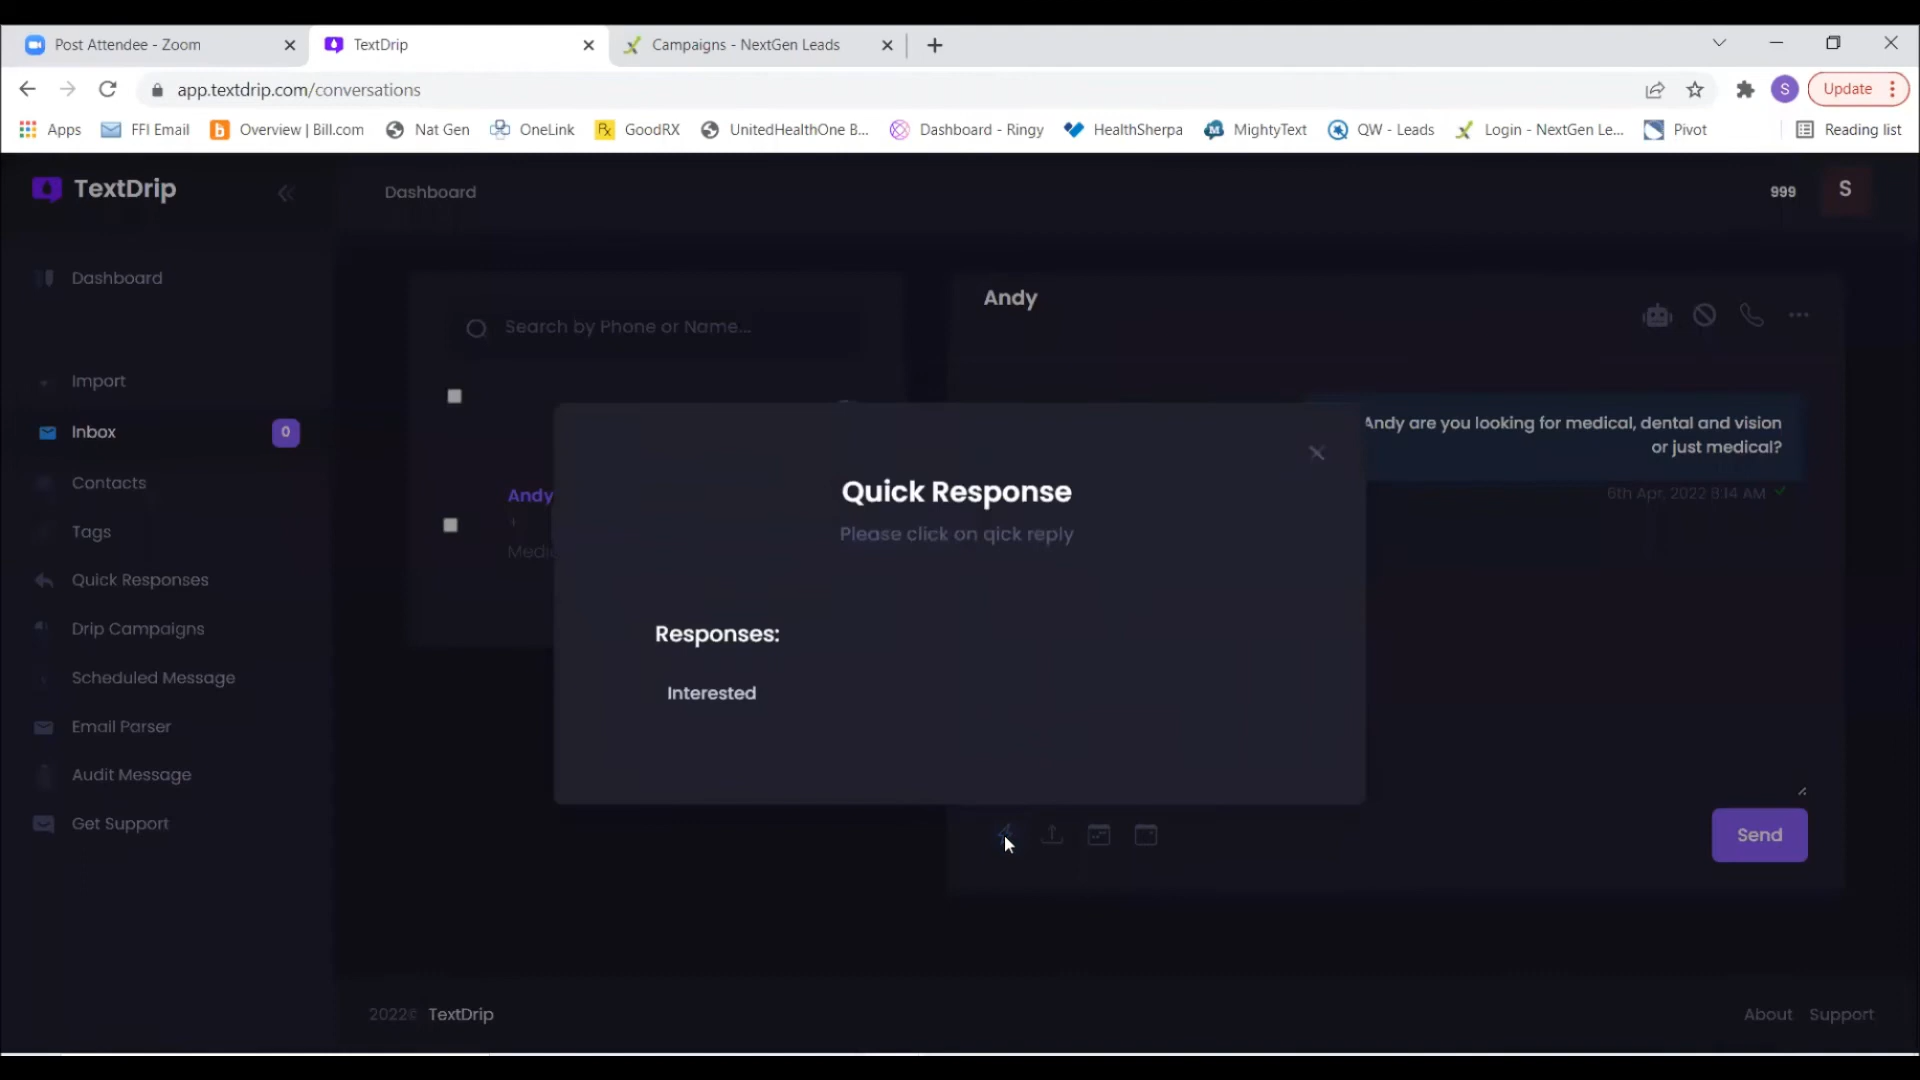 Post Attendee - Zoom
TextDrip
Campaigns - NextGen Leads
app.textdrip.com/conversations
S
Update
Apps
FFI Email
Overview | Bill.com
Nat Gen
OneLink
GoodRX
UnitedHealthOne B...
Dashboard - Ringy
HealthSherpa
MightyText
QW - Leads
Login - NextGen Le...
Pivot
Reading list
TextDrip
Dashboard
999
S
Dashboard
Import
Inbox
0
Contacts
Tags
Quick Responses
Drip Campaigns
Scheduled Message
Email Parser
Audit Message
Get Support
Search by Phone or Name...
Andy
+
Andy
Andy are you looking for medical, dental and vision
or just medical?
6th Apr, 2022 8:14 AM
Quick Response
Please click on qick reply
Responses:
Interested
Send
2022© TextDrip
About
Support